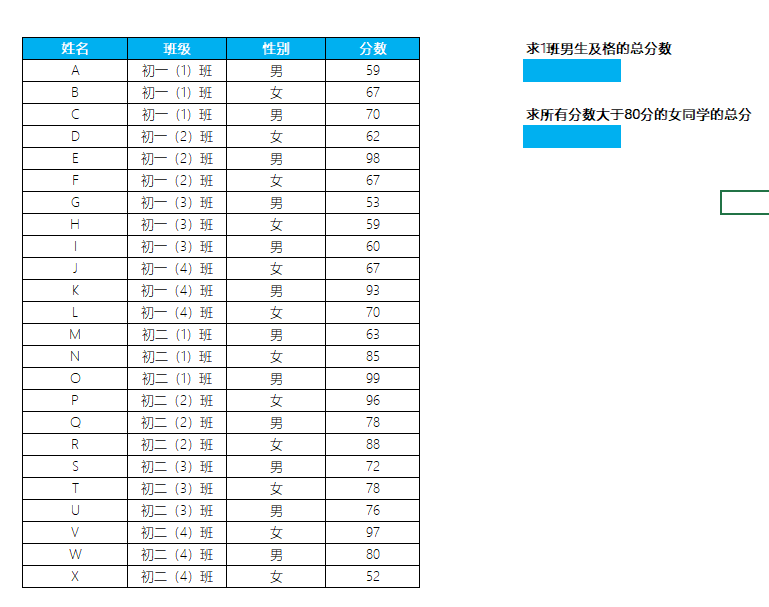 姓名 班级 性别 分数
A 初一（1）班 男 59
B 初一（1）班 女 67
C 初一（1）班 男 70
D 初一（2）班 女 62
E 初一（2）班 男 98
F 初一（2）班 女 67
G 初一（3）班 男 53
H 初一（3）班 女 59
I 初一（3）班 男 60
J 初一（4）班 女 67
K 初一（4）班 男 93
L 初一（4）班 女 70
M 初二（1）班 男 63
N 初二（1）班 女 85
O 初二（1）班 男 99
P 初二（2）班 女 96
Q 初二（2）班 男 78
R 初二（2）班 女 88
S 初二（3）班 男 72
T 初二（3）班 女 78
U 初二（3）班 男 76
V 初二（4）班 女 97
W 初二（4）班 男 80
X 初二（4）班 女 52
求1班男生及格的总分数
求所有分数大于80分的女同学的总分